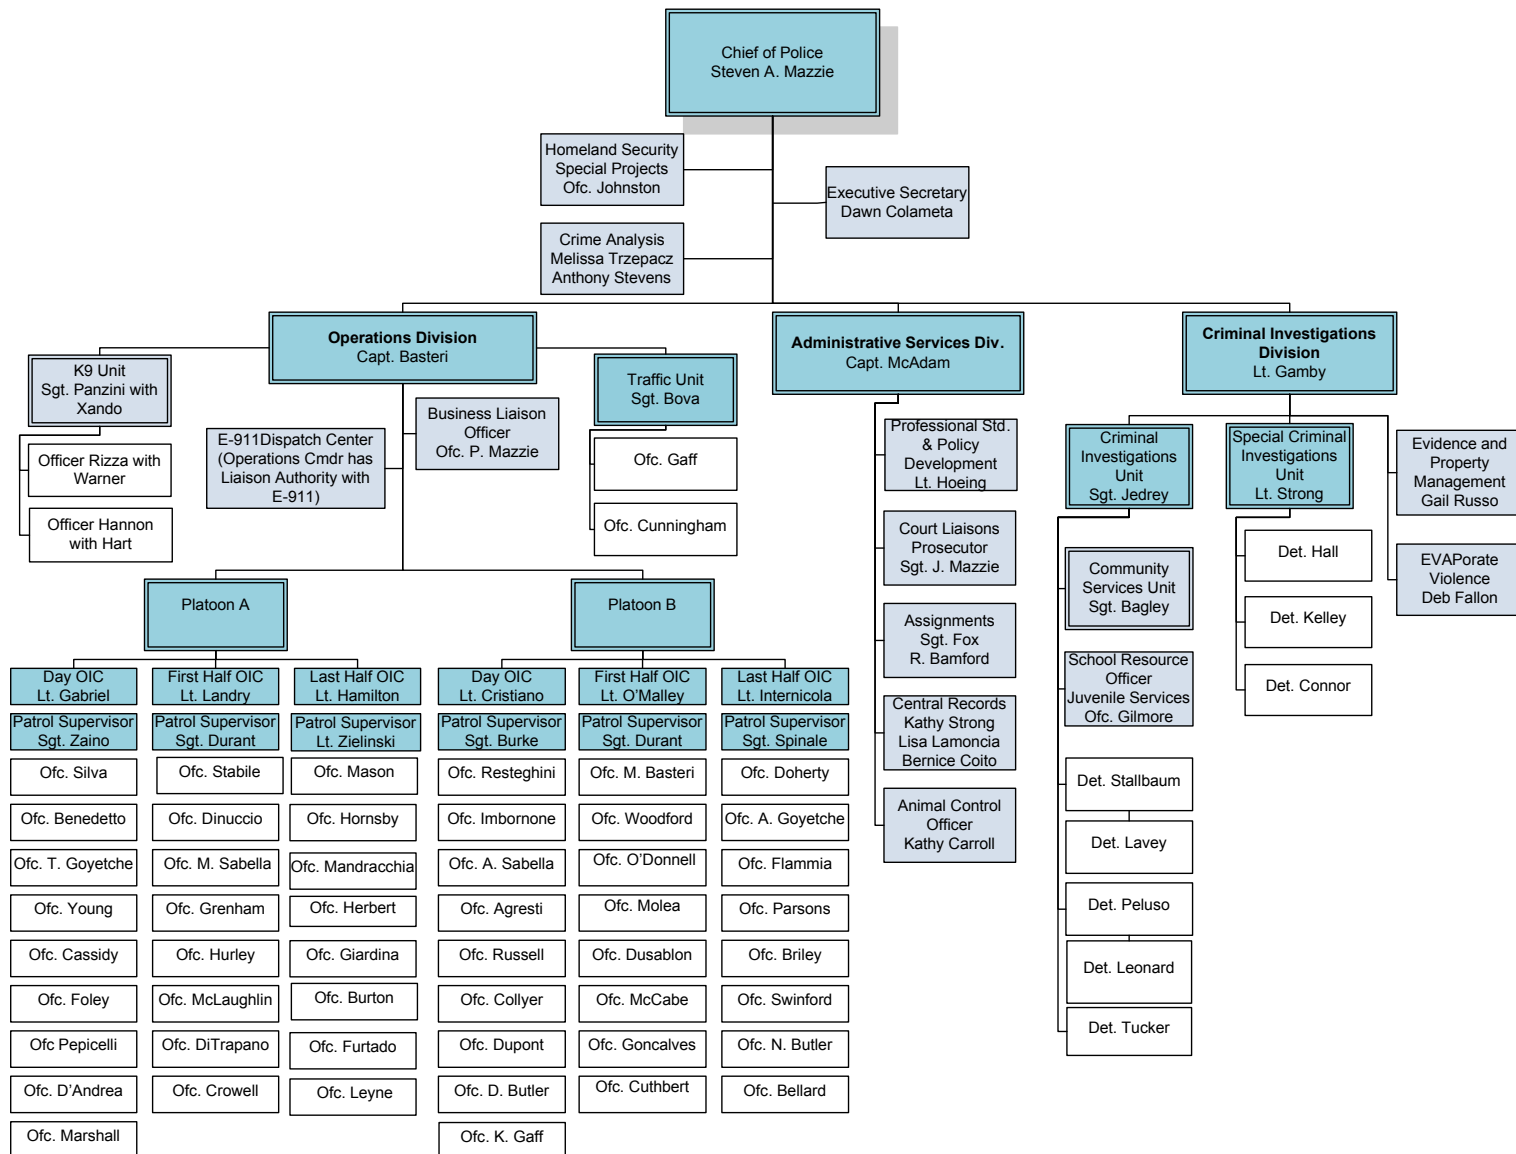 Chief of Police
Steven A. Mazzie
Homeland Security
Special Projects
Ofc. Johnston
Executive Secretary
Dawn Colameta
Crime Analysis
Melissa Trzepacz
Anthony Stevens
Operations Division
Capt. Basteri
Administrative Services Div.
Capt. McAdam
Criminal Investigations
Division
Lt. Gamby
K9 Unit
Sgt. Panzini with
Xando
Officer Rizza with
Warner
Officer Hannon
with Hart
E-911Dispatch Center
(Operations Cmdr has
Liaison Authority with
E-911)
Business Liaison
Officer
Ofc. P. Mazzie
Traffic Unit
Sgt. Bova
Ofc. Gaff
Ofc. Cunningham
Professional Std.
& Policy
Development
Lt. Hoeing
Court Liaisons
Prosecutor
Sgt. J. Mazzie
Assignments
Sgt. Fox
R. Bamford
Central Records
Kathy Strong
Lisa Lamoncia
Bernice Coito
Animal Control
Officer
Kathy Carroll
Criminal
Investigations
Unit
Sgt. Jedrey
Community
Services Unit
Sgt. Bagley
School Resource
Officer
Juvenile Services
Ofc. Gilmore
Det. Stallbaum
Det. Lavey
Det. Peluso
Det. Leonard
Det. Tucker
Special Criminal
Investigations
Unit
Lt. Strong
Det. Hall
Det. Kelley
Det. Connor
Evidence and
Property
Management
Gail Russo
EVAPorate
Violence
Deb Fallon
Platoon A
Day OIC
Lt. Gabriel
Patrol Supervisor
Sgt. Zaino
Ofc. Silva
Ofc. Benedetto
Ofc. T. Goyetche
Ofc. Young
Ofc. Cassidy
Ofc. Foley
Ofc Pepicelli
Ofc. D'Andrea
Ofc. Marshall
First Half OIC
Lt. Landry
Patrol Supervisor
Sgt. Durant
Ofc. Stabile
Ofc. Dinuccio
Ofc. M. Sabella
Ofc. Grenham
Ofc. Hurley
Ofc. McLaughlin
Ofc. DiTrapano
Ofc. Crowell
Last Half OIC
Lt. Hamilton
Patrol Supervisor
Lt. Zielinski
Ofc. Mason
Ofc. Hornsby
Ofc. Mandracchia
Ofc. Herbert
Ofc. Giardina
Ofc. Burton
Ofc. Furtado
Ofc. Leyne
Platoon B
Day OIC
Lt. Cristiano
Patrol Supervisor
Sgt. Burke
Ofc. Resteghini
Ofc. Imbornone
Ofc. A. Sabella
Ofc. Agresti
Ofc. Russell
Ofc. Collyer
Ofc. Dupont
Ofc. D. Butler
Ofc. K. Gaff
First Half OIC
Lt. O'Malley
Patrol Supervisor
Sgt. Durant
Ofc. M. Basteri
Ofc. Woodford
Ofc. O'Donnell
Ofc. Molea
Ofc. Dusablon
Ofc. McCabe
Ofc. Goncalves
Ofc. Cuthbert
Last Half OIC
Lt. Internicola
Patrol Supervisor
Sgt. Spinale
Ofc. Doherty
Ofc. A. Goyetche
Ofc. Flammia
Ofc. Parsons
Ofc. Briley
Ofc. Swinford
Ofc. N. Butler
Ofc. Bellard